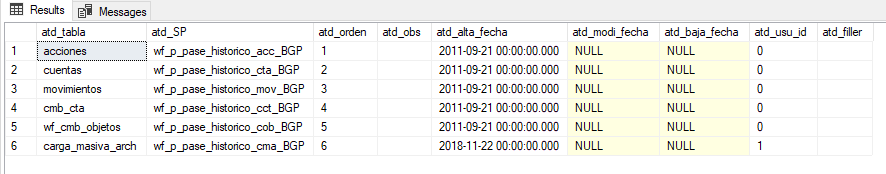 Results Messages
atd_tabla atd_SP atd_orden atd_obs atd_alta_fecha atd_modi_fecha atd_baja_fecha atd_usu_id atd_filler
1 acciones wf_p_pase_historico_acc_BGP 1 2011-09-21 00:00:00.000 NULL NULL 0
2 cuentas wf_p_pase_historico_cta_BGP 2 2011-09-21 00:00:00.000 NULL NULL 0
3 movimientos wf_p_pase_historico_mov_BGP 3 2011-09-21 00:00:00.000 NULL NULL 0
4 cmb_cta wf_p_pase_historico_cct_BGP 4 2011-09-21 00:00:00.000 NULL NULL 0
5 wf_cmb_objetos wf_p_pase_historico_cob_BGP 5 2011-09-21 00:00:00.000 NULL NULL 0
6 carga_masiva_arch wf_p_pase_historico_cma_BGP 6 2018-11-22 00:00:00.000 NULL NULL 1